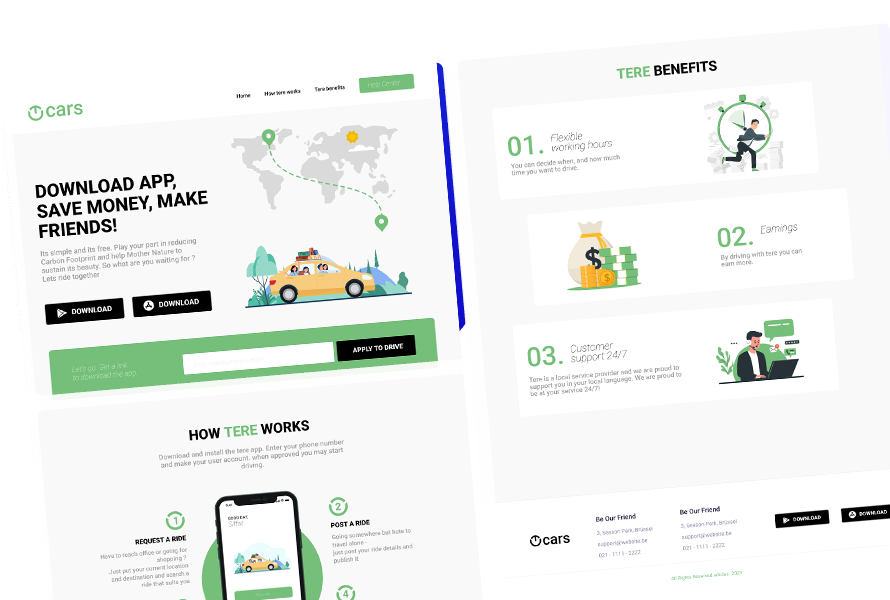 cars
Home
How tere works
Tere benefits
Help Center
DOWNLOAD APP,
SAVE MONEY, MAKE
FRIENDS!
Its simple and its free. Play your part in reducing
Carbon Footprint and help Mother Nature to
sustain its beauty. So what are you waiting for ?
Lets ride together
DOWNLOAD
DOWNLOAD
Let's go. Get a link
to download the app.
APPLY TO DRIVE
HOW TERE WORKS
Download and install the tere app. Enter your phone number
and make your user account. when approved you may start
driving.
1
REQUEST A RIDE
Have to reach office or going for
shopping ?
Just put your current location
and destination and search a
ride that suits you
GOOD DAY,
2
POST A RIDE
Going somewhere but hate to
travel alone -
just post your ride details and
publish it
4
TERE BENEFITS
01.
Flexible
working hours
You can decide when, and how much
time you want to drive.
02.
Earnings
By driving with tere you can
earn more.
03.
Customer
support 24/7
Tere is a local service provider and we are proud to
support you in your local language. We are proud to
be at your service 24/7!
cars
Be Our Friend
3, Season Park, Brussel
support@website.be
021 - 1111 - 2222
Be Our Friend
3, Season Park, Brussel
support@website.be
021 - 1111 - 2222
DOWNLOAD
DOWNLOAD